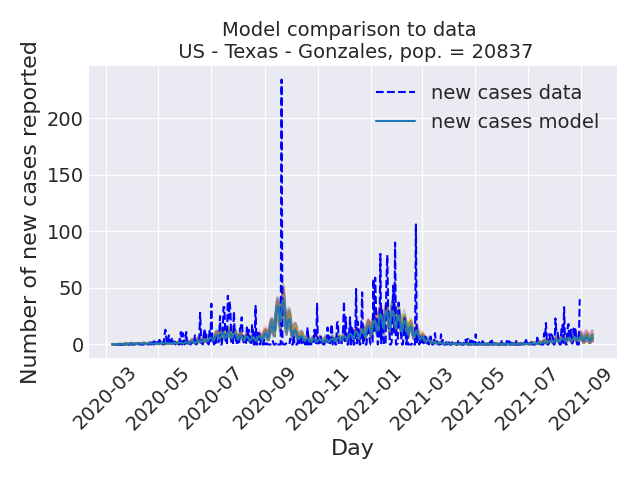 Model comparison to data
US - Texas - Gonzales, pop. = 20837
Number of new cases reported
200
150
100
50
0
new cases data
new cases model
2020-03
2020-05
2020-07
2020-09
2020-11
2021-01
2021-03
2021-05
2021-07
2021-09
Day